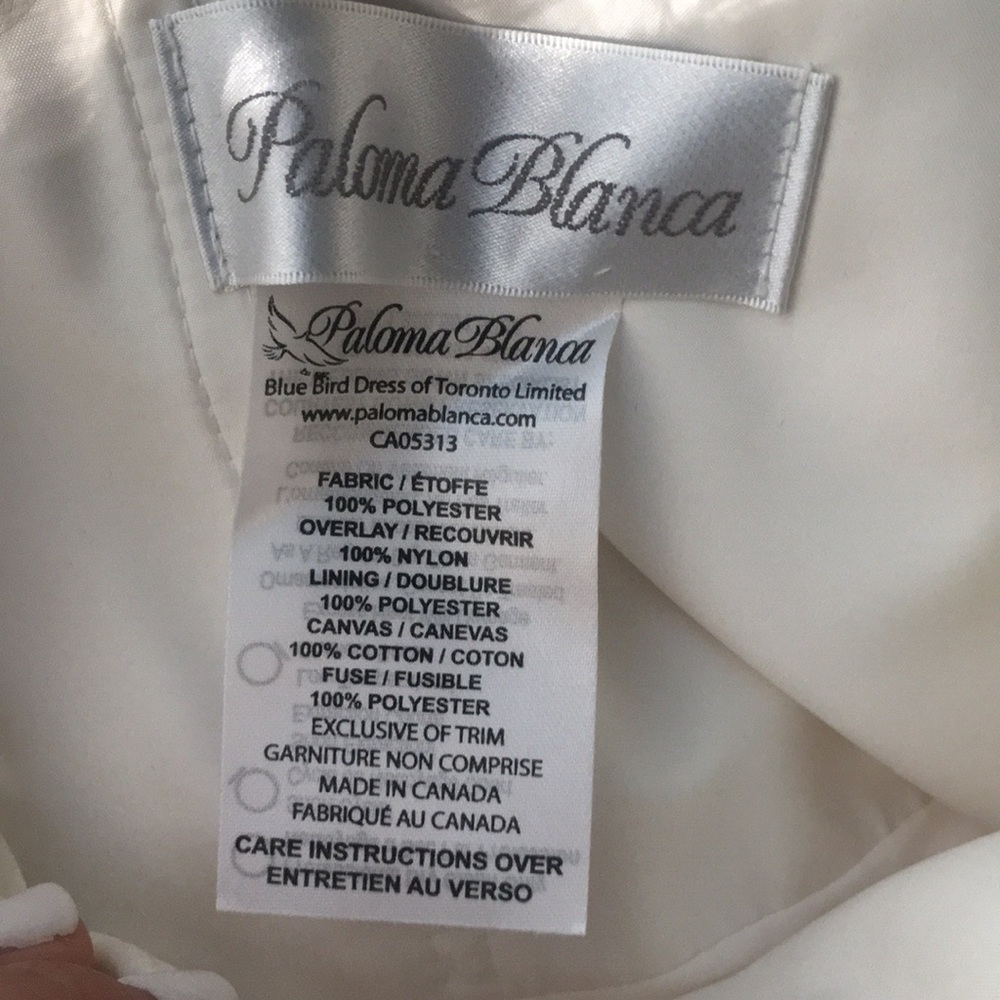 Paloma Blanca
Paloma Blanca
Blue Bird Dress of Toronto Limited
www.palomablanca.com
CA05313
FABRIC / ÉTOFFE
100% POLYESTER
OVERLAY / RECOUVRIR
100% NYLON
LINING / DOUBLURE
100% POLYESTER
CANVAS / CANEVAS
100% COTTON / COTON
FUSE / FUSIBLE
100% POLYESTER
EXCLUSIVE OF TRIM
GARNITURE NON COMPRISE
MADE IN CANADA
FABRIQUÉ AU CANADA
CARE INSTRUCTIONS OVER
ENTRETIEN AU VERSO